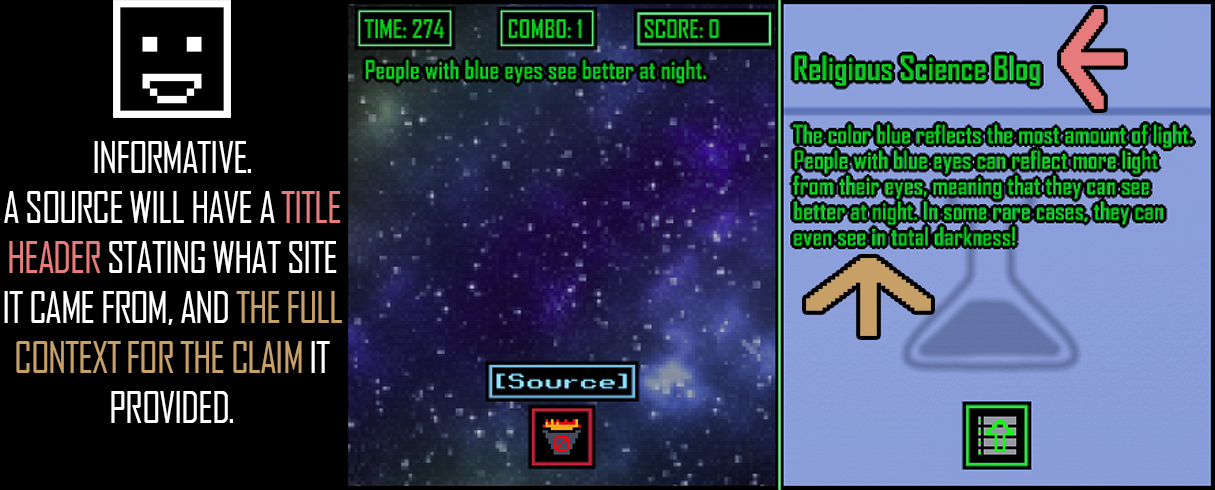 INFORMATIVE.
A SOURCE WILL HAVE A TITLE
HEADER STATING WHAT SITE
IT CAME FROM, AND THE FULL
CONTEXT FOR THE CLAIM IT
PROVIDED.
TIME: 274
COMBO: 1
SCORE: 0
People with blue eyes see better at night.
[Source]
Religious Science Blog
The color blue reflects the most amount of light.
People with blue eyes can reflect more light
from their eyes, meaning that they can see
better at night. In some rare cases, they can
even see in total darkness!